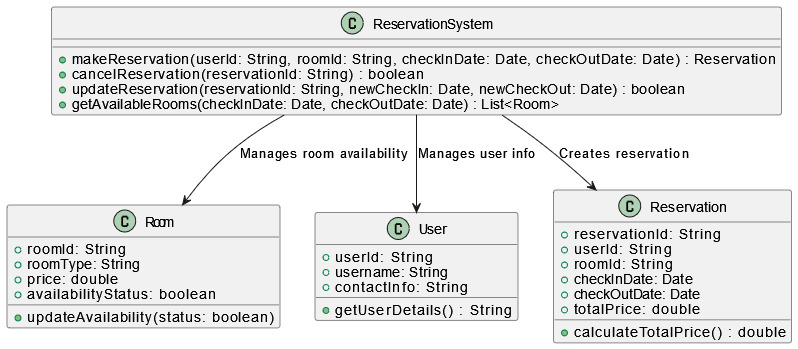 C ReservationSystem
makeReservation(userId: String, roomId: String, checkInDate: Date, checkOutDate: Date) : Reservation
cancelReservation(reservationId: String) : boolean
updateReservation(reservationId: String, newCheckIn: Date, newCheckOut: Date) : boolean
getAvailableRooms(checkInDate: Date, checkOutDate: Date) : List<Room>
Manages room availability
Manages user info
Creates reservation
C Room
roomId: String
roomType: String
price: double
availabilityStatus: boolean
updateAvailability(status: boolean)
C User
userId: String
username: String
contactInfo: String
getUserDetails() : String
C Reservation
reservationId: String
userId: String
roomId: String
checkInDate: Date
checkOutDate: Date
totalPrice: double
calculateTotalPrice() : double